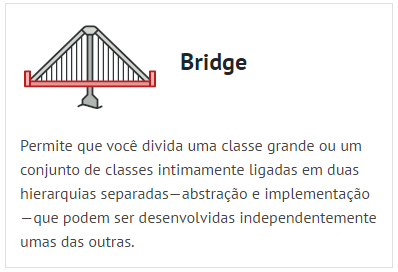 Bridge
Permite que você divida uma classe grande ou um
conjunto de classes intimamente ligadas em duas
hierarquias separadas—abstração e implementação
—que podem ser desenvolvidas independentemente
umas das outras.